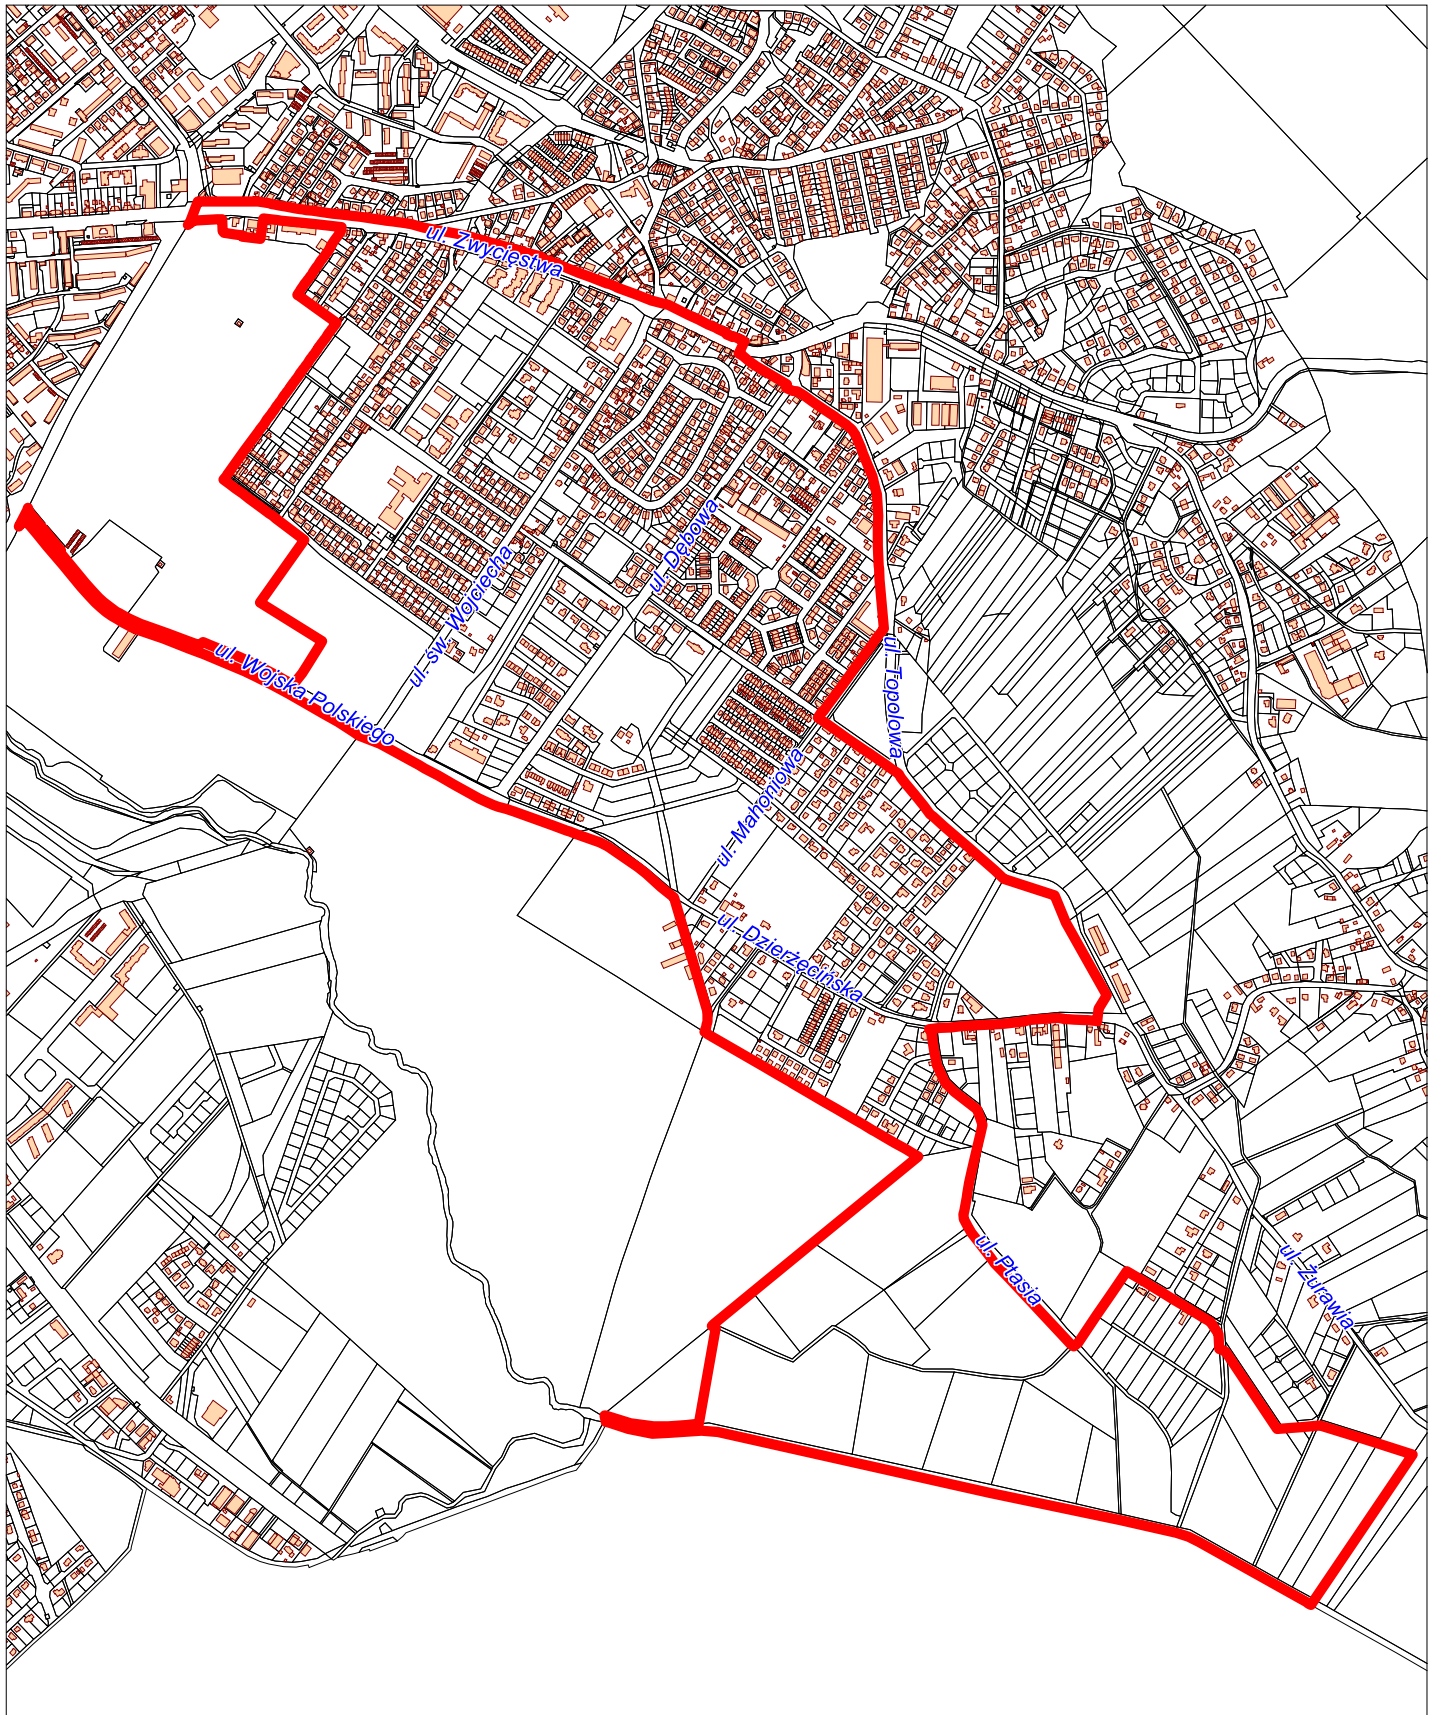 ul. Zwycięstwa
ul. Dębowa
ul. św. Wojciecha
ul. Topolowa
ul. Wojska Polskiego
ul. Mahoniowa
ul. Dzierżęcińska
ul. Ptasia
ul. Żurawia